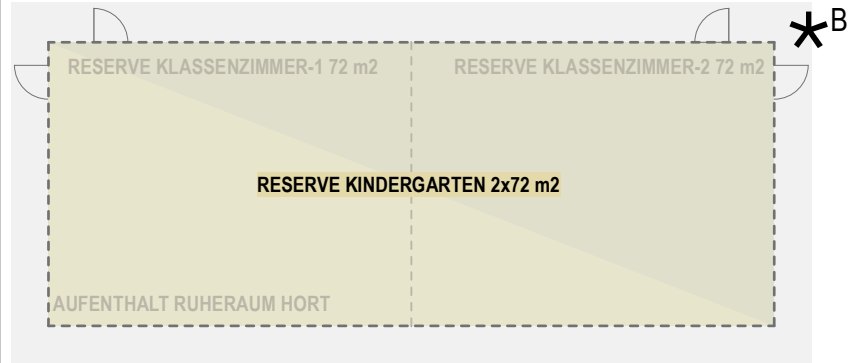 *B
RESERVE KLASSENZIMMER-1 72 m2
RESERVE KLASSENZIMMER-2 72 m2
RESERVE KINDERGARTEN 2x72 m2
AUFENTHALT RUHERAUM HORT